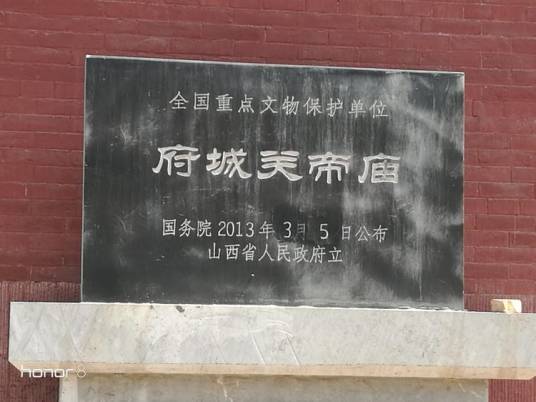 全国重点文物保护单位
府城关帝庙
国务院 2013 年 3 月 5 日公布
山西省人民政府立
honor 8